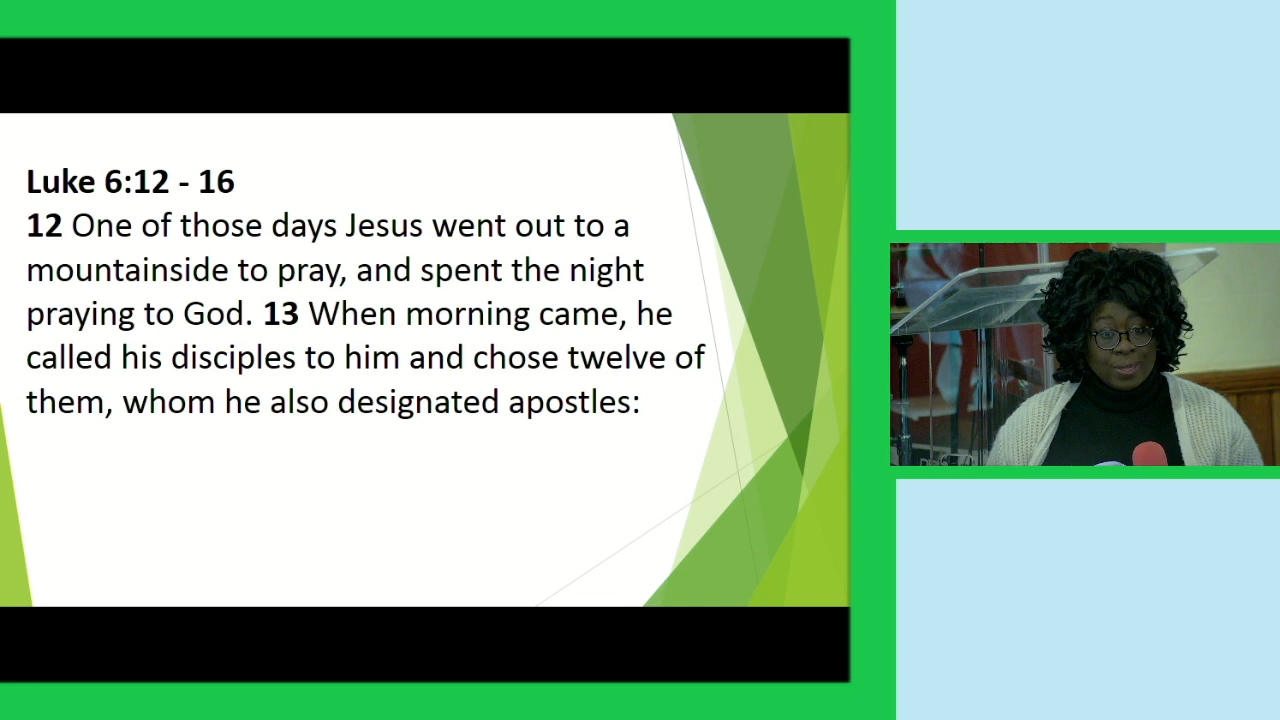 Luke 6:12 - 16
12 One of those days Jesus went out to a
mountainside to pray, and spent the night
praying to God. 13 When morning came, he
called his disciples to him and chose twelve of
them, whom he also designated apostles: